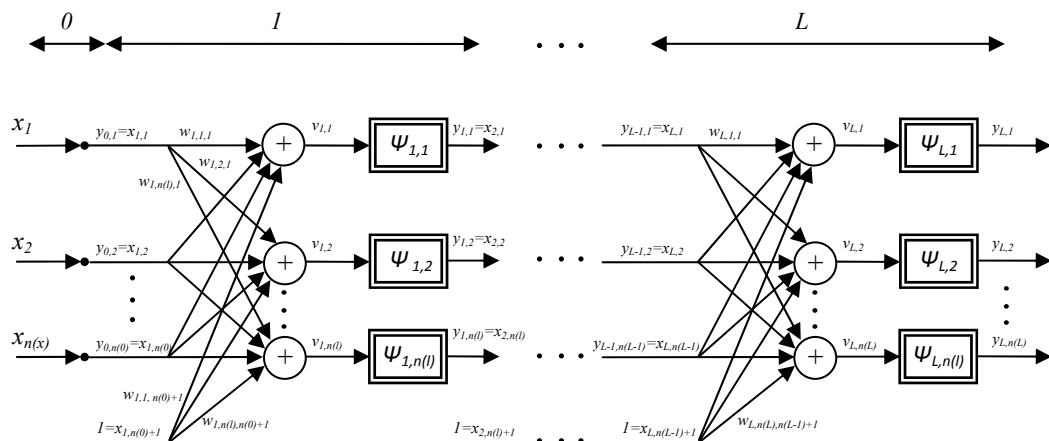 0 1 . . . L
x1 y0,1=x1,1 w1,1,1 + v1,1 Ψ1,1 y1,1=x2,1 . . . yL-1,1=xL,1 wL,1,1 + vL,1 ΨL,1 yL,1
w1,2,1
w1,n(l),1
x2 y0,2=x1,2 + v1,2 Ψ1,2 y1,2=x2,2 . . . yL-1,2=xL,2 + vL,2 ΨL,2 yL,2
xn(x) y0,n(0)=x1,n(0) + v1,n(l) Ψ1,n(l) y1,n(l)=x2,n(l) . . . yL-1,n(L-1)=xL,n(L-1) + vL,n(L) ΨL,n(l) yL,n(L)
w1,1, n(0)+1
1=x1,n(0)+1 w1,n(l),n(0)+1 1=x2,n(l)+1 . . . 1=xL,n(L-1)+1 wL,n(L),n(L-1)+1